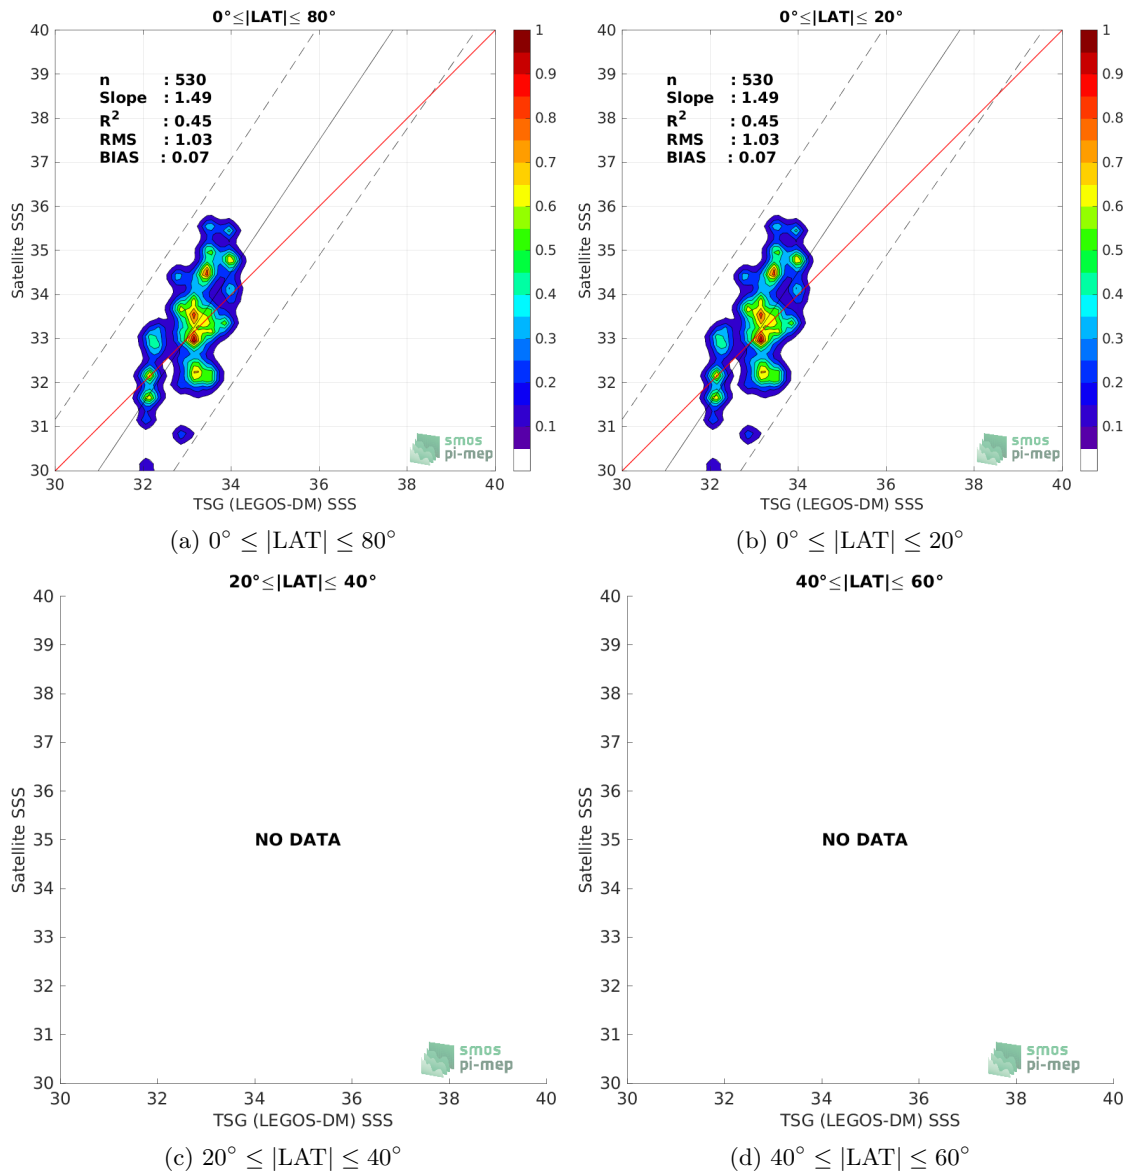 0°≤|LAT|≤ 80°
40
39
38
37
36
35
34
33
32
31
30
30 32 34 36 38 40
Satellite SSS
TSG (LEGOS-DM) SSS
n : 530
Slope : 1.49
R² : 0.45
RMS : 1.03
BIAS : 0.07
1
0.9
0.8
0.7
0.6
0.5
0.4
0.3
0.2
0.1
smos
pi-mep
(a) 0° ≤ |LAT| ≤ 80°
0°≤|LAT|≤ 20°
40
39
38
37
36
35
34
33
32
31
30
30 32 34 36 38 40
Satellite SSS
TSG (LEGOS-DM) SSS
n : 530
Slope : 1.49
R² : 0.45
RMS : 1.03
BIAS : 0.07
1
0.9
0.8
0.7
0.6
0.5
0.4
0.3
0.2
0.1
smos
pi-mep
(b) 0° ≤ |LAT| ≤ 20°
20°≤|LAT|≤ 40°
40
39
38
37
36
35
34
33
32
31
30
30 32 34 36 38 40
Satellite SSS
TSG (LEGOS-DM) SSS
NO DATA
smos
pi-mep
(c) 20° ≤ |LAT| ≤ 40°
40°≤|LAT|≤ 60°
40
39
38
37
36
35
34
33
32
31
30
30 32 34 36 38 40
Satellite SSS
TSG (LEGOS-DM) SSS
NO DATA
smos
pi-mep
(d) 40° ≤ |LAT| ≤ 60°